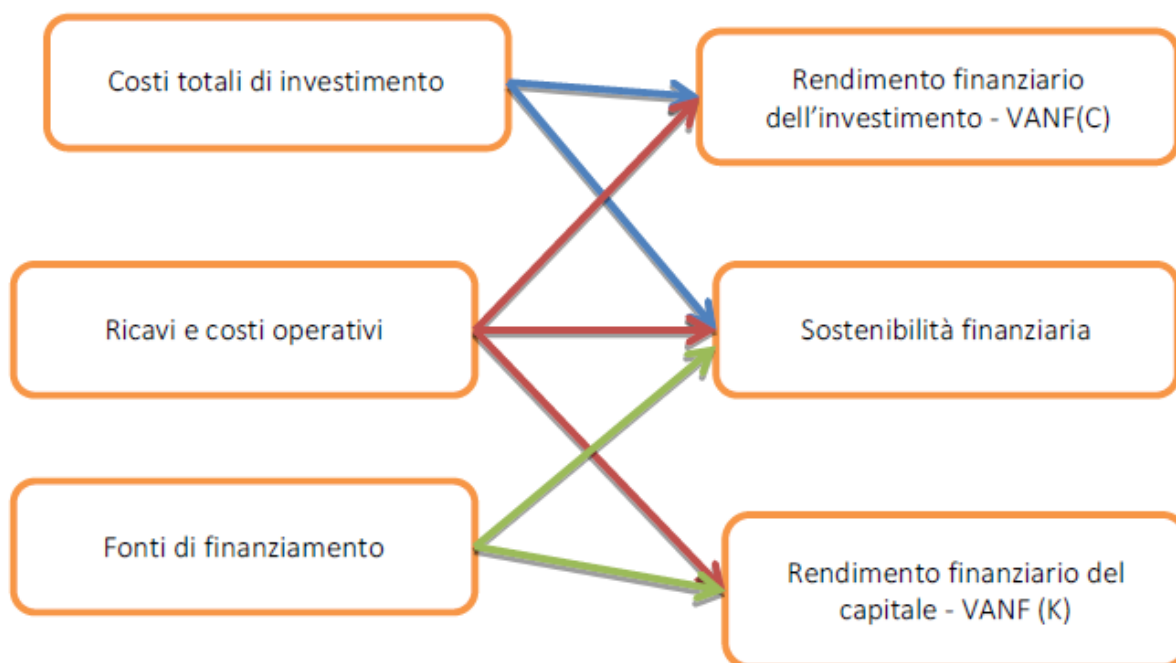 Costi totali di investimento
Rendimento finanziario
dell'investimento - VANF(C)
Ricavi e costi operativi
Sostenibilità finanziaria
Fonti di finanziamento
Rendimento finanziario del
capitale - VANF (K)